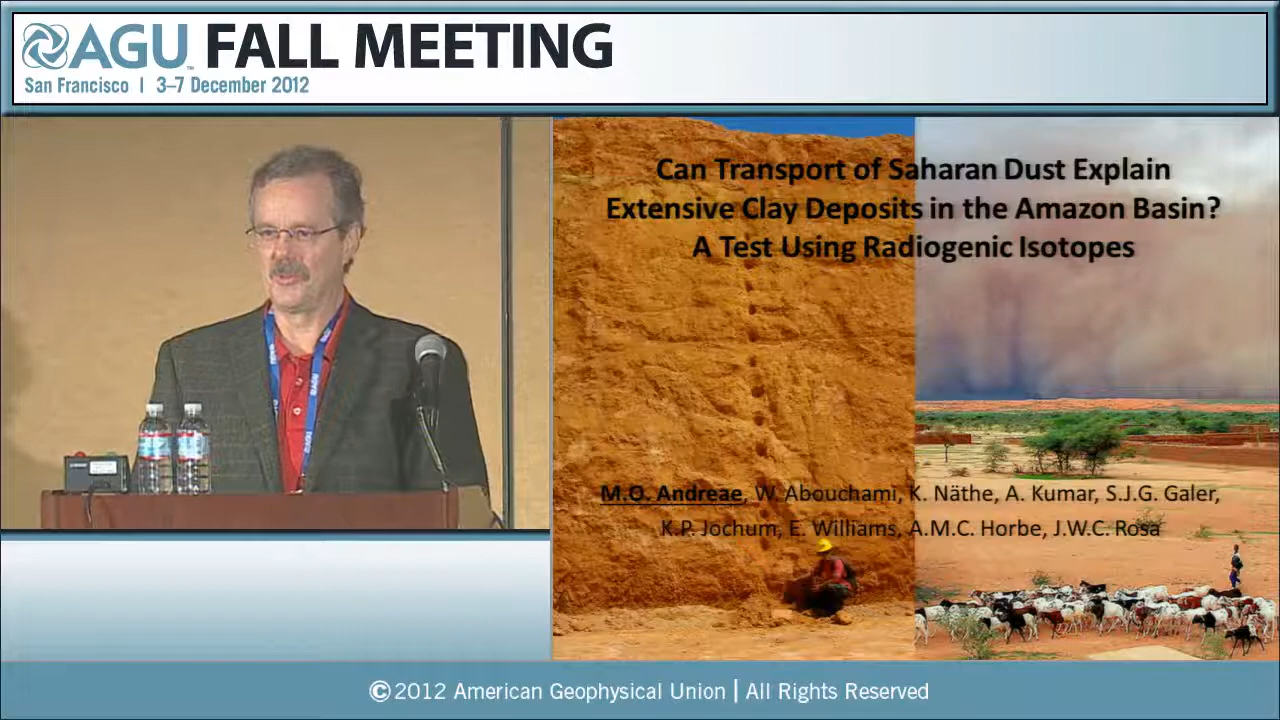 AGU FALL MEETING
San Francisco | 3–7 December 2012
Can Transport of Saharan Dust Explain
Extensive Clay Deposits in the Amazon Basin?
A Test Using Radiogenic Isotopes
M.O. Andreae, W. Abouchami, K. Näthe, A. Kumar, S.J.G. Galer,
K.P. Jochum, E. Williams, A.M.C. Horbe, J.W.C. Rosa
©2012 American Geophysical Union | All Rights Reserved